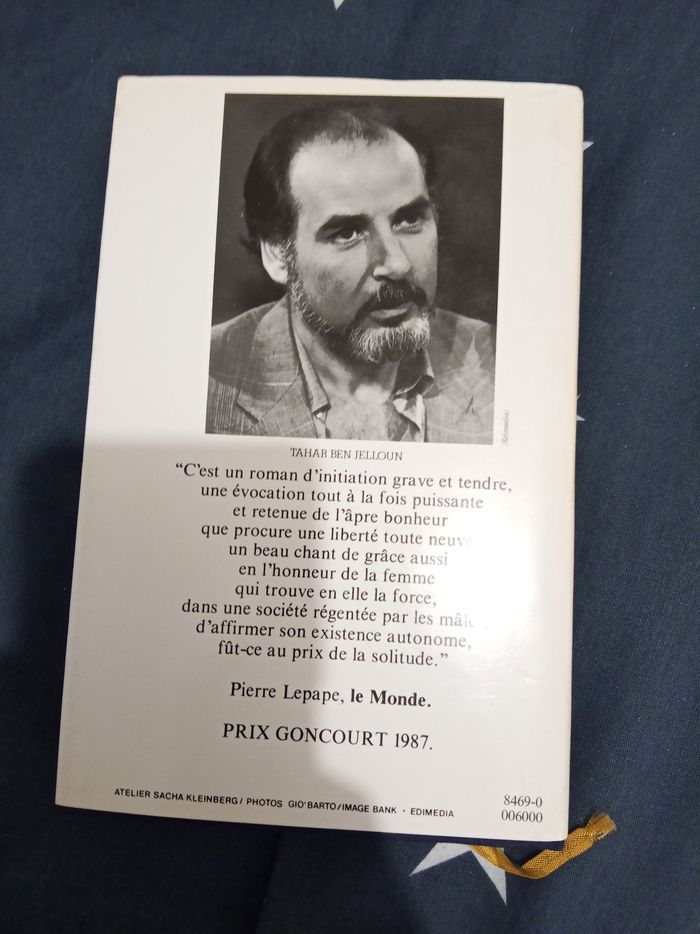 (Edimedia)
TAHAR BEN JELLOUN
“C’est un roman d’initiation grave et tendre,
une évocation tout à la fois puissante
et retenue de l’âpre bonheur
que procure une liberté toute
un beau chant de grâce aussi
en l’honneur de la femme
qui trouve en elle la force,
dans une société régentée par les
d’affirmer son existence autonome,
fût-ce au prix de la solitude.”
Pierre Lepape, le Monde.
PRIX GONCOURT 1987.
ATELIER SACHA KLEINBERG / PHOTOS GIO'BARTO / IMAGE BANK · EDIMEDIA
8469-0
006000